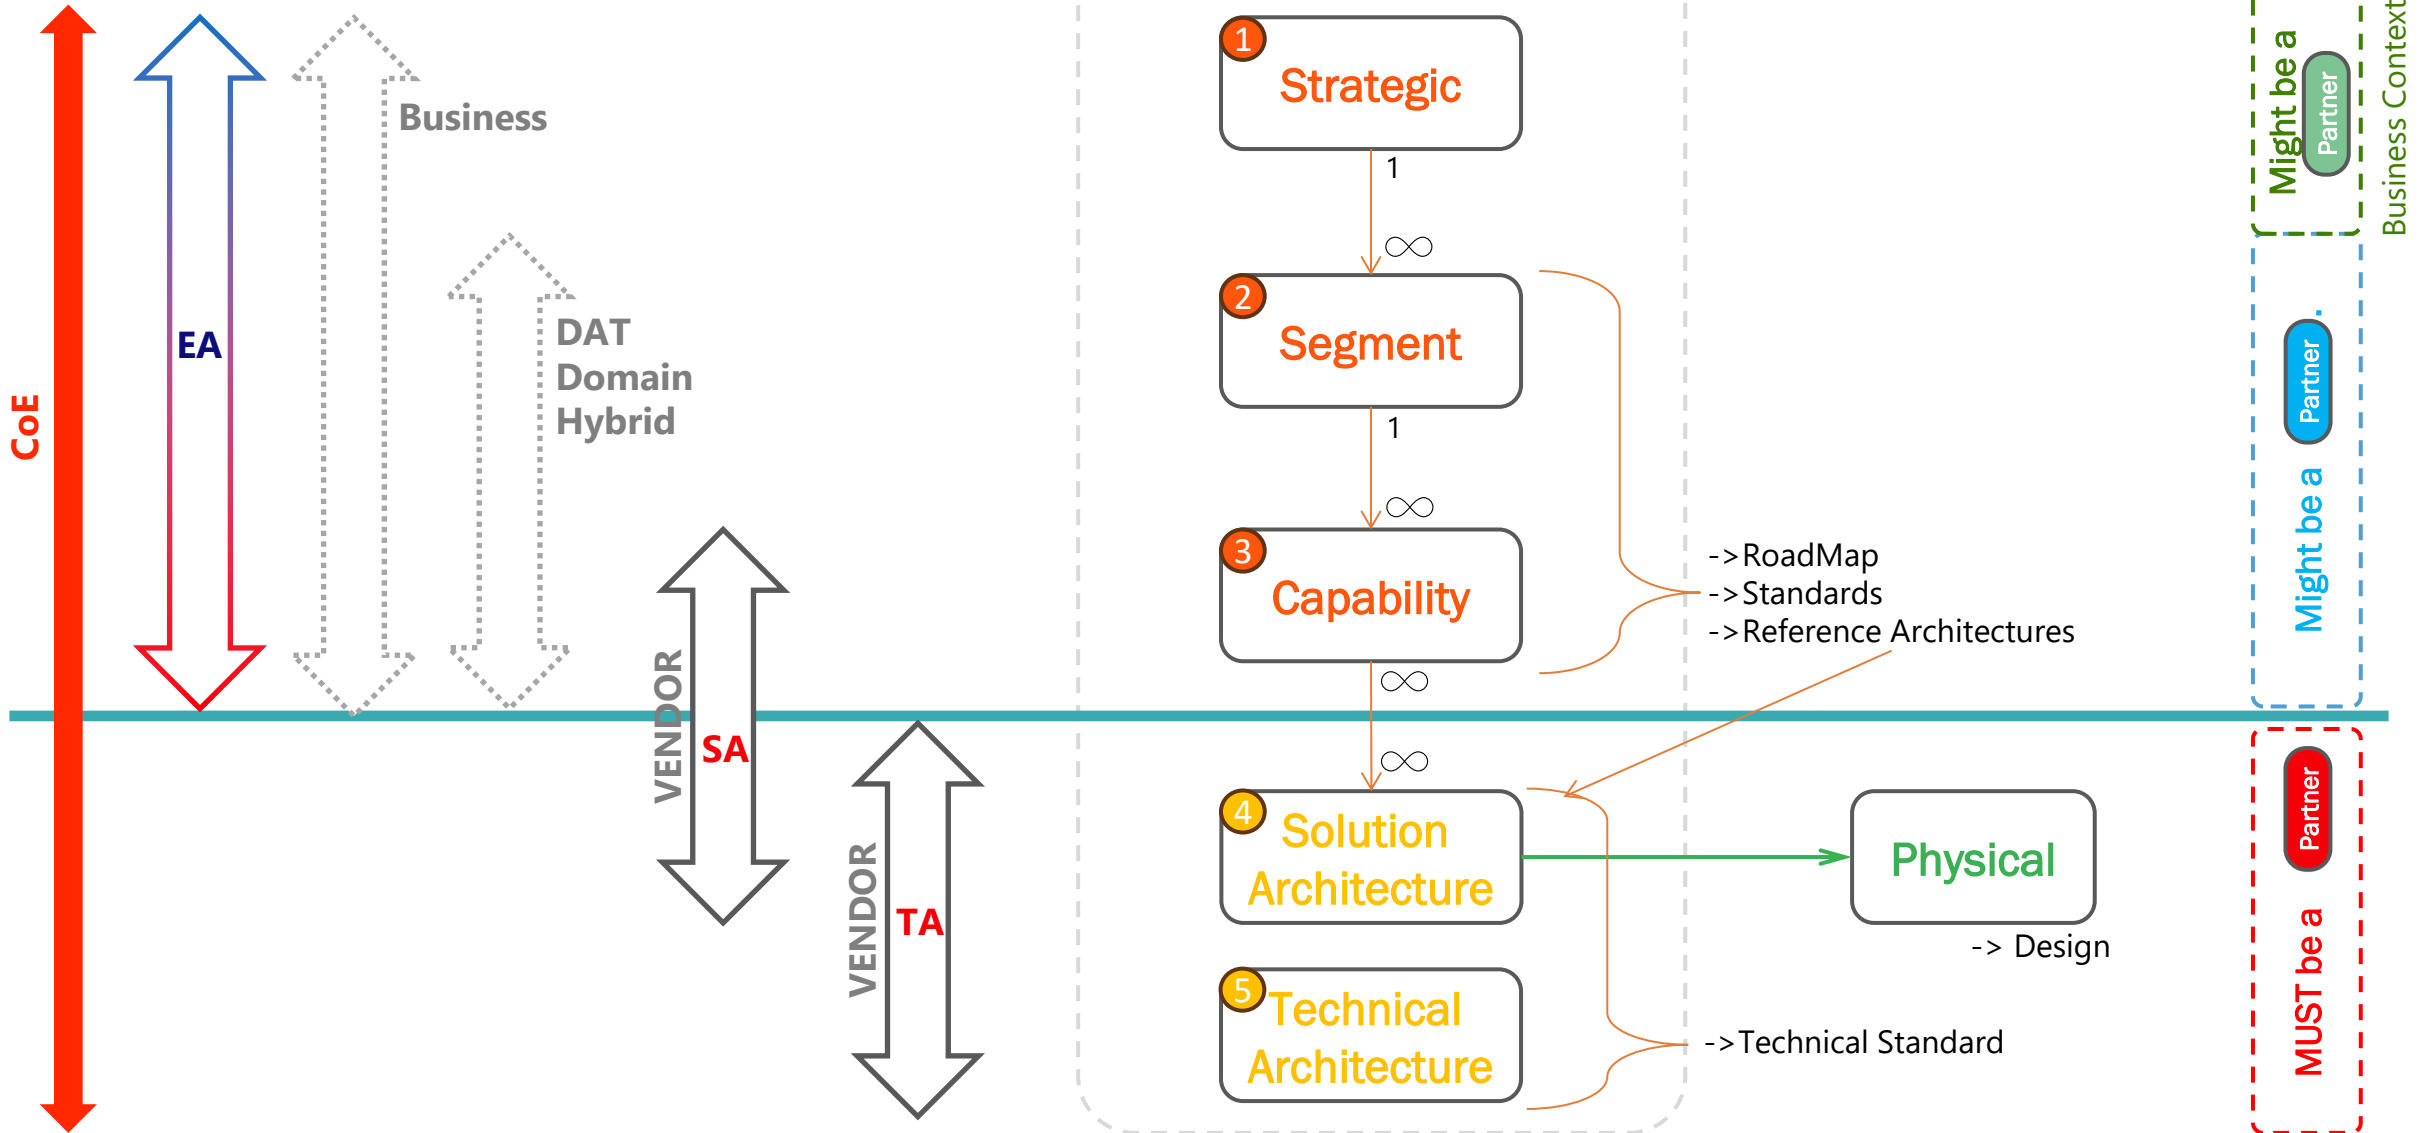 CoE
EA
Business
DAT
Domain
Hybrid
VENDOR
SA
VENDOR
TA
1
Strategic
1
∞
2
Segment
1
∞
3
Capability
∞
∞
4
Solution
Architecture
5
Technical
Architecture
->RoadMap
->Standards
->Reference Architectures
Physical
-> Design
->Technical Standard
Might be a
Partner
Business Context
Might be a
Partner
.
MUST be a
Partner